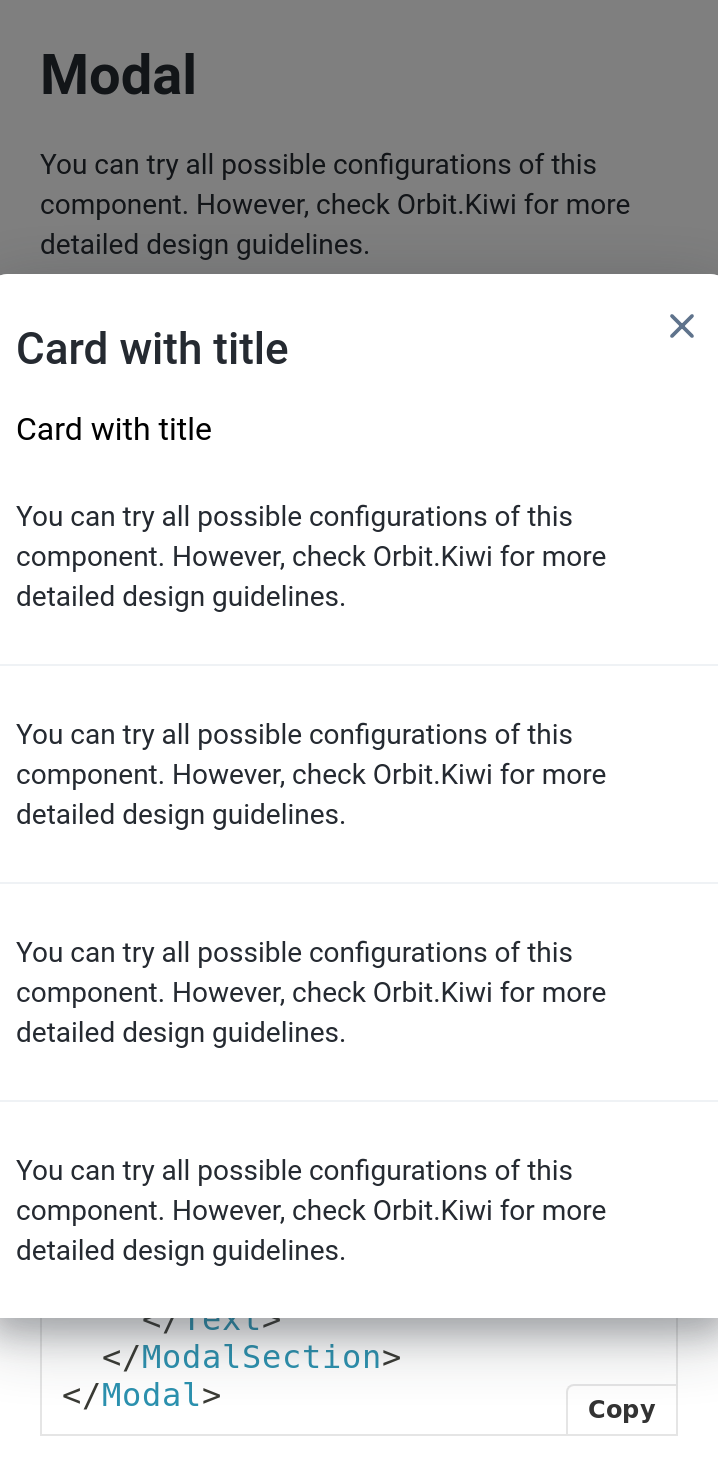 Modal
You can try all possible configurations of this
component. However, check Orbit.Kiwi for more
detailed design guidelines.
Card with title
Card with title
You can try all possible configurations of this
component. However, check Orbit.Kiwi for more
detailed design guidelines.
You can try all possible configurations of this
component. However, check Orbit.Kiwi for more
detailed design guidelines.
You can try all possible configurations of this
component. However, check Orbit.Kiwi for more
detailed design guidelines.
You can try all possible configurations of this
component. However, check Orbit.Kiwi for more
detailed design guidelines.
</Text>
</ModalSection>
</Modal>
Copy